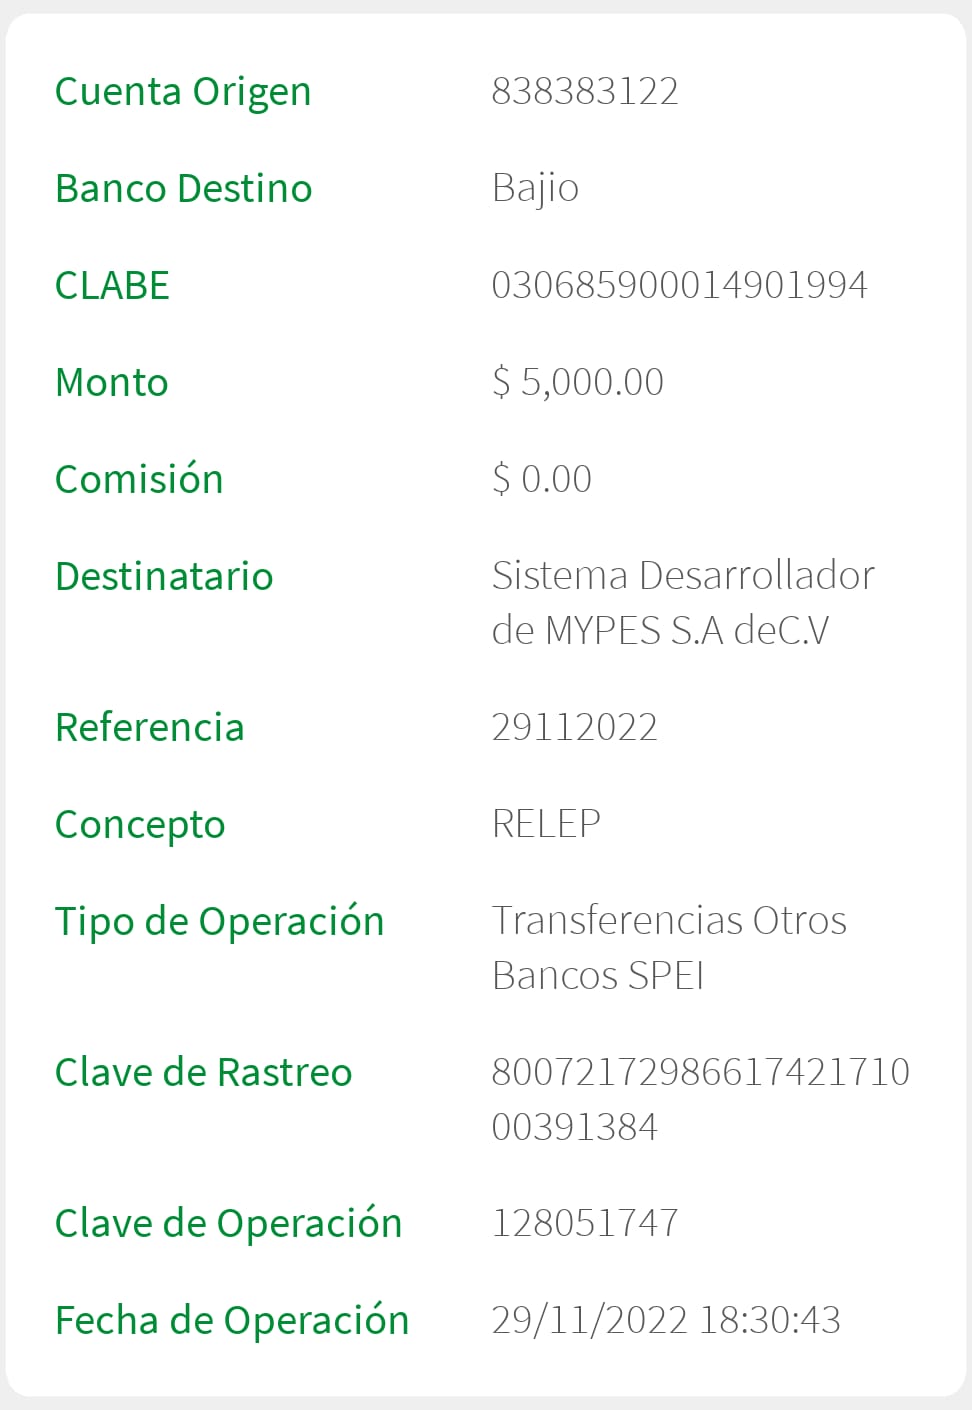 Cuenta Origen 838383122
Banco Destino Bajio
CLABE 030685900014901994
Monto $ 5,000.00
Comisión $ 0.00
Destinatario Sistema Desarrollador
de MYPES S.A deC.V
Referencia 29112022
Concepto RELEP
Tipo de Operación Transferencias Otros
Bancos SPEI
Clave de Rastreo 80072172986617421710
00391384
Clave de Operación 128051747
Fecha de Operación 29/11/2022 18:30:43